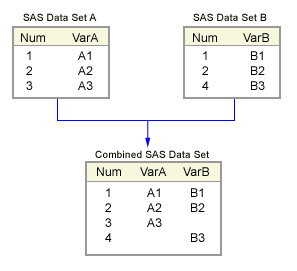 SAS Data Set A
Num VarA
1 A1
2 A2
3 A3
SAS Data Set B
Num VarB
1 B1
2 B2
4 B3
Combined SAS Data Set
Num VarA VarB
1 A1 B1
2 A2 B2
3 A3
4 B3